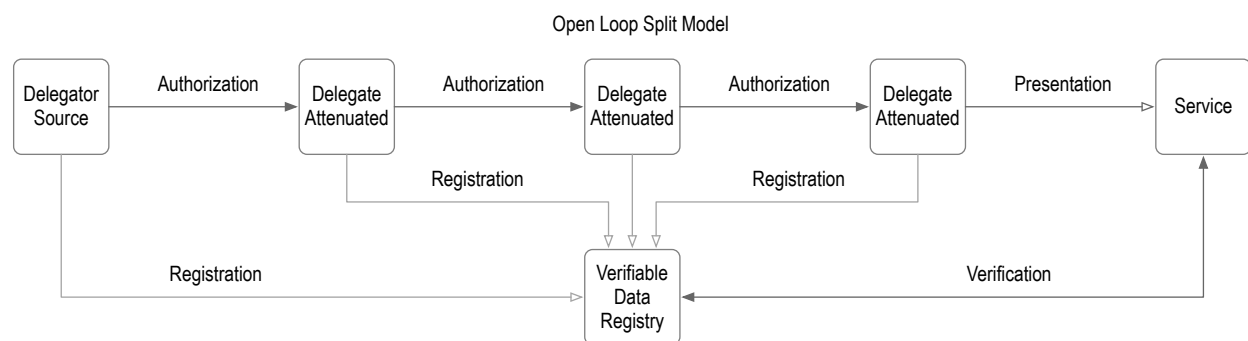 Open Loop Split Model
Delegator
Source
Authorization
Delegate
Attenuated
Authorization
Delegate
Attenuated
Authorization
Delegate
Attenuated
Presentation
Service
Registration
Registration
Registration
Verifiable
Data
Registry
Verification